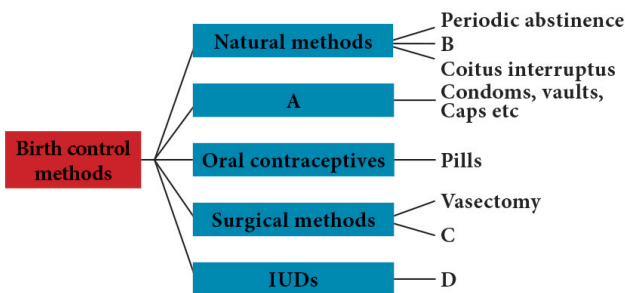 Periodic abstinence
Natural methods
B
Coitus interruptus
A
Condoms, vaults,
Caps etc
Birth control
methods
Oral contraceptives
Pills
Surgical methods
Vasectomy
C
IUDs
D